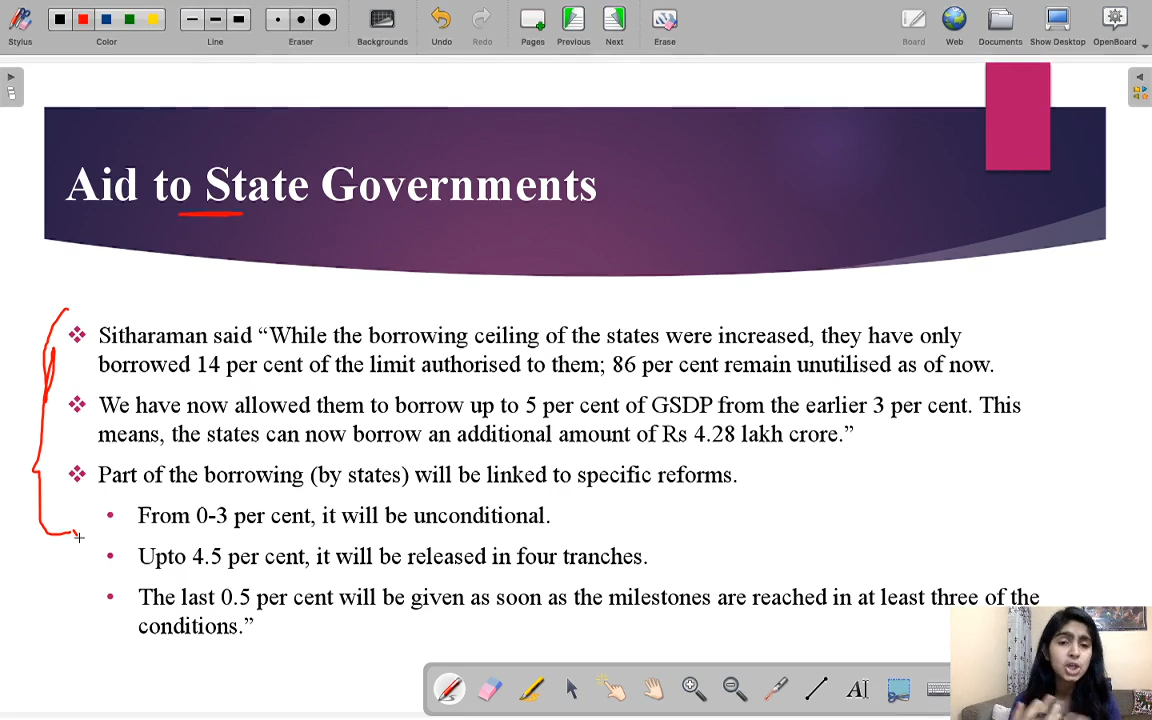 Stylus
Color
Line
Eraser
Backgrounds
Undo
Redo
Pages
Previous
Next
Erase
Board
Web
Documents
Show Desktop
OpenBoard
Aid to State Governments
Sitharaman said “While the borrowing ceiling of the states were increased, they have only
borrowed 14 per cent of the limit authorised to them; 86 per cent remain unutilised as of now.
We have now allowed them to borrow up to 5 per cent of GSDP from the earlier 3 per cent. This
means, the states can now borrow an additional amount of Rs 4.28 lakh crore.”
Part of the borrowing (by states) will be linked to specific reforms.
From 0-3 per cent, it will be unconditional.
Upto 4.5 per cent, it will be released in four tranches.
The last 0.5 per cent will be given as soon as the milestones are reached in at least three of the
conditions.”